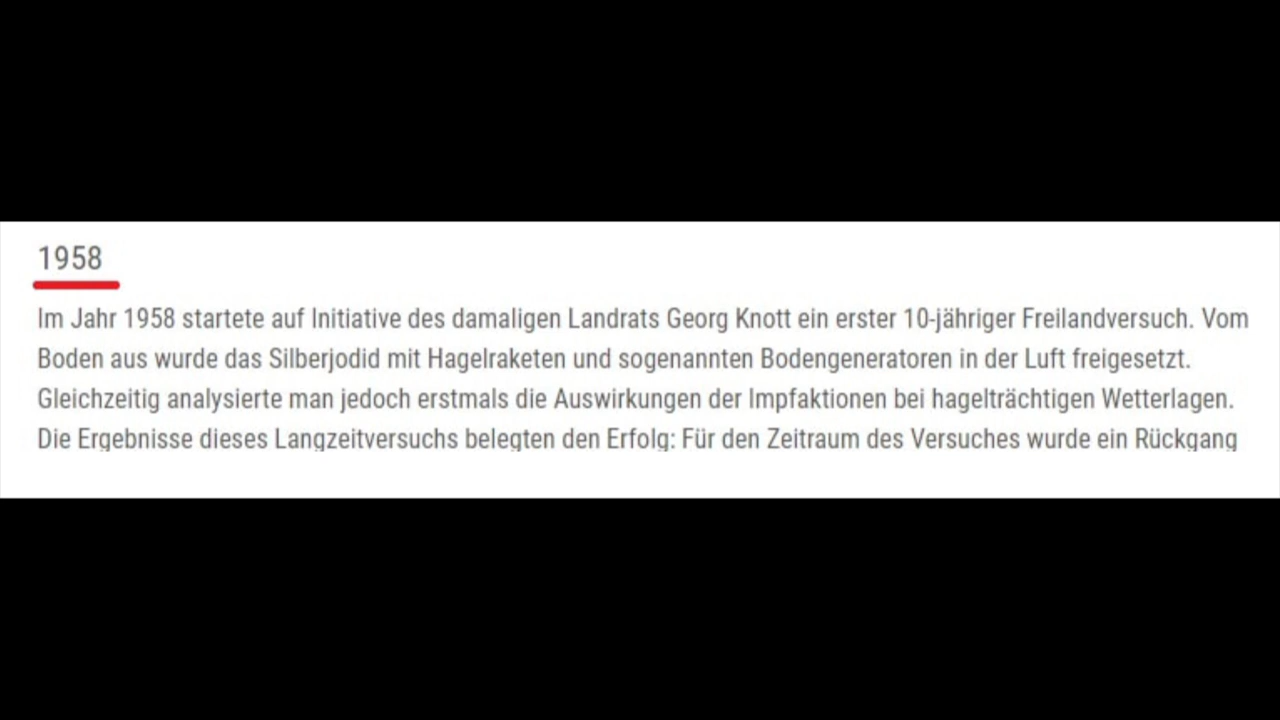 1958
Im Jahr 1958 startete auf Initiative des damaligen Landrats Georg Knott ein erster 10-jähriger Freilandversuch. Vom
Boden aus wurde das Silberjodid mit Hagelraketen und sogenannten Bodengeneratoren in der Luft freigesetzt.
Gleichzeitig analysierte man jedoch erstmals die Auswirkungen der Impfaktionen bei hagelträchtigen Wetterlagen.
Die Ergebnisse dieses Langzeitversuchs belegten den Erfolg: Für den Zeitraum des Versuches wurde ein Rückgang